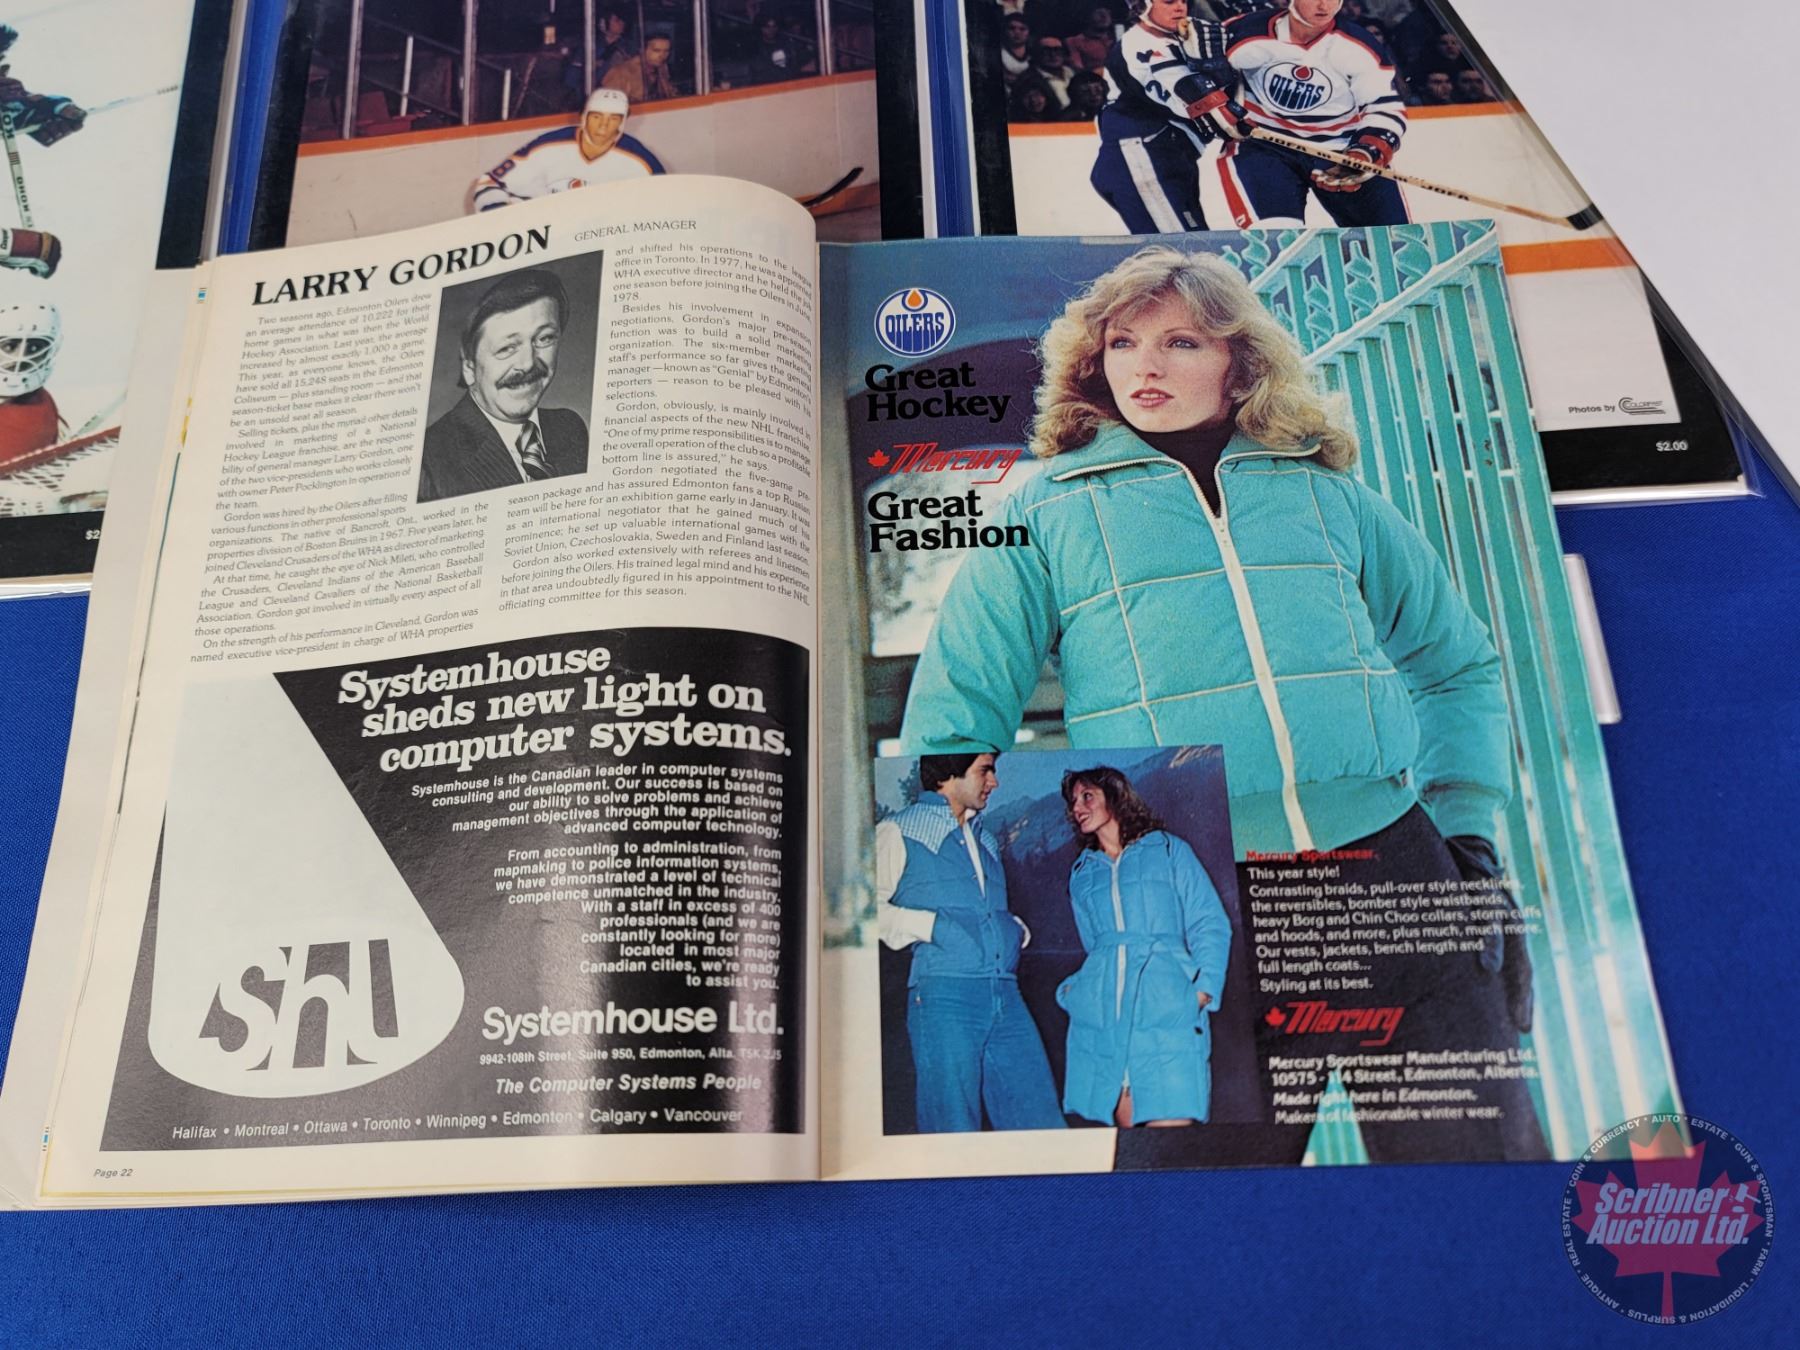 OILERS
Photos by COLORFAST
$2.00
$2
LARRY GORDON
GENERAL MANAGER
Two seasons ago, Edmonton Oilers drew
an average attendance of 10,222 for their
home games in what was then the World
Hockey Association. Last year, the average
increased by almost exactly 1,000 a game.
This year, as everyone knows, the Oilers
have sold all 15,248 seats in the Edmonton
Coliseum — plus standing room — and that
season-ticket base makes it clear there won't
be an unsold seat all season.
Selling tickets, plus the myriad other details
involved in marketing of a National
Hockey League franchise, are the responsi-
bility of general manager Larry Gordon, one
of the two vice-presidents who works closely
with owner Peter Pocklington in operation of
the team.
Gordon was hired by the Oilers after filling
various functions in other professional sports
organizations. The native of Bancroft, Ont., worked in the
properties division of Boston Bruins in 1967. Five years later, he
joined Cleveland Crusaders of the WHA as director of marketing.
At that time, he caught the eye of Nick Mileti, who controlled
the Crusaders, Cleveland Indians of the American Baseball
League and Cleveland Cavaliers of the National Basketball
Association. Gordon got involved in virtually every aspect of all
those operations.
On the strength of his performance in Cleveland, Gordon was
named executive vice-president in charge of WHA properties
and shifted his operations to the league
office in Toronto. In 1977, he was appointed
WHA executive director and he held the job
one season before joining the Oilers in June
1978.
Besides his involvement in expansion
negotiations, Gordon's major pre-season
function was to build a solid marketing
organization. The six-member marketing
staff's performance so far gives the general
manager — known as "Genial" by Edmonton's
reporters — reason to be pleased with his
selections.
Gordon, obviously, is mainly involved in
financial aspects of the new NHL franchise.
"One of my prime responsibilities is to manage
the overall operation of the club so a profitable
bottom line is assured," he says.
Gordon negotiated the five-game pre-
season package and has assured Edmonton fans a top Russian
team will be here for an exhibition game early in January. It was
as an international negotiator that he gained much of his
prominence; he set up valuable international games with the
Soviet Union, Czechoslovakia, Sweden and Finland last season.
Gordon also worked extensively with referees and linesmen
before joining the Oilers. His trained legal mind and his experience
in that area undoubtedly figured in his appointment to the NHL
officiating committee for this season.
Systemhouse
sheds new light on
computer systems.
Systemhouse is the Canadian leader in computer systems
consulting and development. Our success is based on
our ability to solve problems and achieve
management objectives through the application of
advanced computer technology.
From accounting to administration, from
mapmaking to police information systems,
we have demonstrated a level of technical
competence unmatched in the industry.
With a staff in excess of 400
professionals (and we are
constantly looking for more)
located in most major
Canadian cities, we're ready
to assist you.
shl
Systemhouse Ltd.
9942-108th Street, Suite 950, Edmonton, Alta. T5K 2J5
The Computer Systems People
Halifax • Montreal • Ottawa • Toronto • Winnipeg • Edmonton • Calgary • Vancouver
Page 22
OILERS
Great
Hockey
Mercury
Great
Fashion
Mercury Sportswear.
This year style!
Contrasting braids, pull-over style necklines,
the reversibles, bomber style waistbands,
heavy Borg and Chin Choo collars, storm cuffs
and hoods, and more, plus much, much more.
Our vests, jackets, bench length and
full length coats...
Styling at its best.
Mercury
Mercury Sportswear Manufacturing Ltd.
10575 - 114 Street, Edmonton, Alberta.
Made right here in Edmonton.
Makers of fashionable winter wear.
Scribner
Auction Ltd.
COIN & CURRENCY • AUTO • ESTATE • GUN & SPORTSMAN • FARM • LIQUIDATION & SURPLUS • ANTIQUE • REAL ESTATE